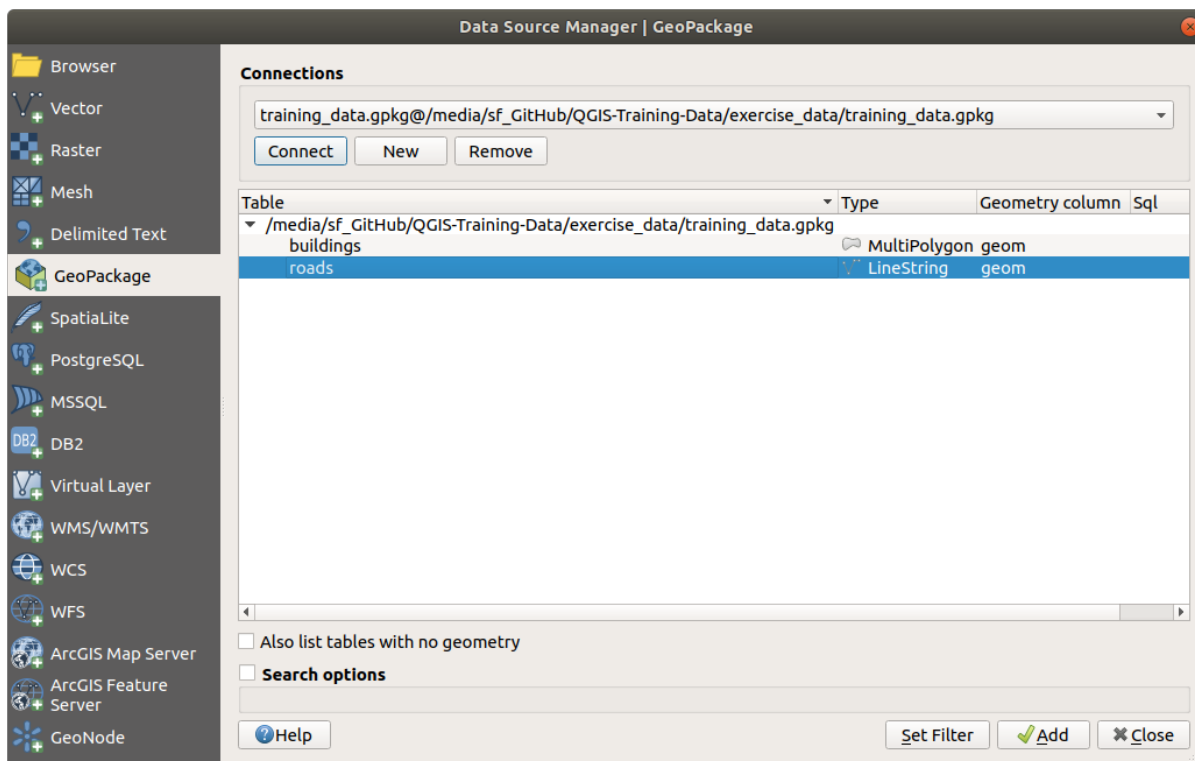 Data Source Manager | GeoPackage
Browser
Vector
Raster
Mesh
Delimited Text
GeoPackage
SpatiaLite
PostgreSQL
MSSQL
DB2
DB2
Virtual Layer
WMS/WMTS
WCS
WFS
ArcGIS Map Server
ArcGIS Feature
Server
GeoNode
Connections
training_data.gpkg@/media/sf_GitHub/QGIS-Training-Data/exercise_data/training_data.gpkg
Connect New Remove
Table Type Geometry column Sql
/media/sf_GitHub/QGIS-Training-Data/exercise_data/training_data.gpkg
buildings MultiPolygon geom
roads LineString geom
Also list tables with no geometry
Search options
Help Set Filter Add Close